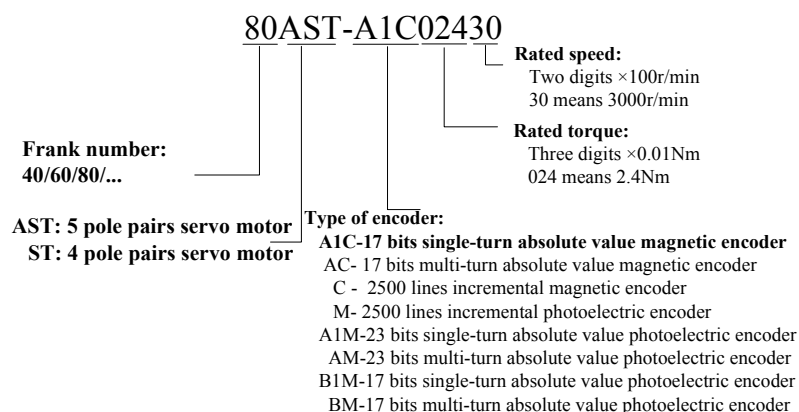 80AST-A1C02430
Rated speed:
Two digits ×100r/min
30 means 3000r/min
Rated torque:
Three digits ×0.01Nm
024 means 2.4Nm
Frank number:
40/60/80/...
AST: 5 pole pairs servo motor
ST: 4 pole pairs servo motor
Type of encoder:
A1C-17 bits single-turn absolute value magnetic encoder
AC- 17 bits multi-turn absolute value magnetic encoder
C - 2500 lines incremental magnetic encoder
M- 2500 lines incremental photoelectric encoder
A1M-23 bits single-turn absolute value photoelectric encoder
AM-23 bits multi-turn absolute value photoelectric encoder
B1M-17 bits single-turn absolute value photoelectric encoder
BM-17 bits multi-turn absolute value photoelectric encoder